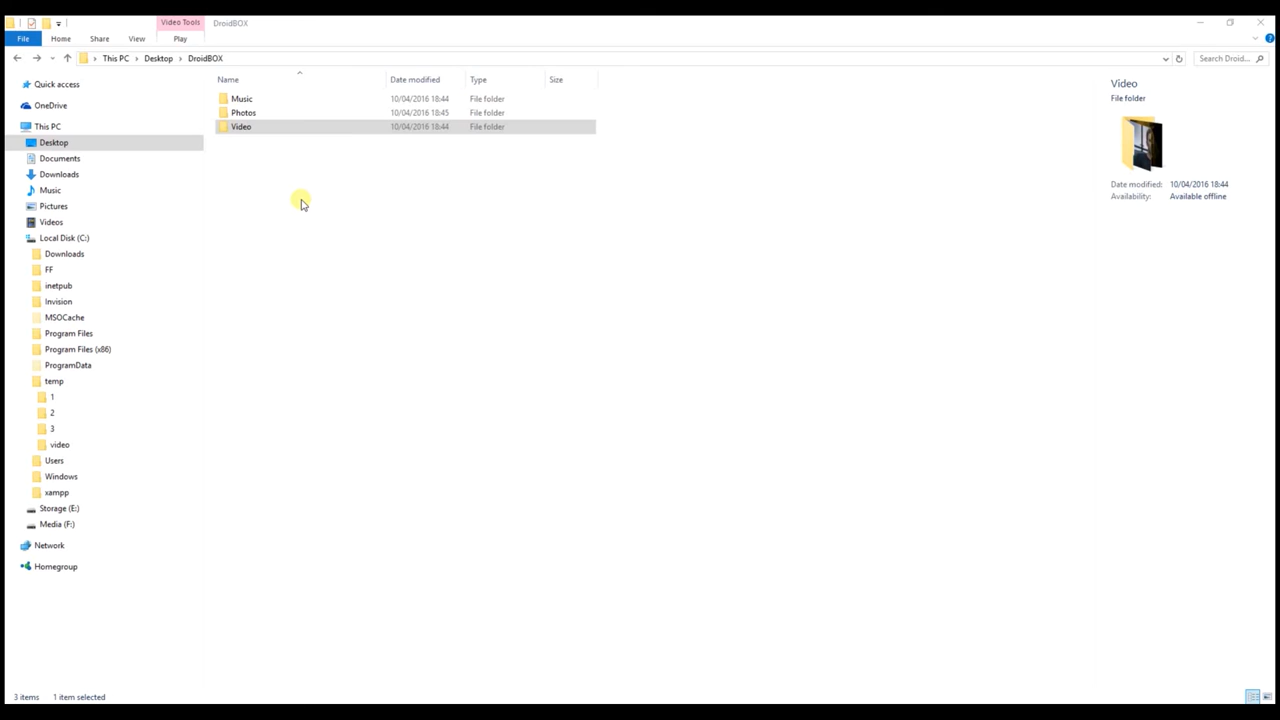 Video Tools
DroidBOX
File
Home
Share
View
Play
This PC
Desktop
DroidBOX
Search Droid...
Name
Date modified
Type
Size
Music
10/04/2016 18:44
File folder
Photos
10/04/2016 18:45
File folder
Video
10/04/2016 18:44
File folder
Quick access
OneDrive
This PC
Desktop
Documents
Downloads
Music
Pictures
Videos
Local Disk (C:)
Downloads
FF
inetpub
Invision
MSOCache
Program Files
Program Files (x86)
ProgramData
temp
1
2
3
video
Users
Windows
xampp
Storage (E:)
Media (F:)
Network
Homegroup
Video
File folder
Date modified: 10/04/2016 18:44
Availability: Available offline
3 items
1 item selected